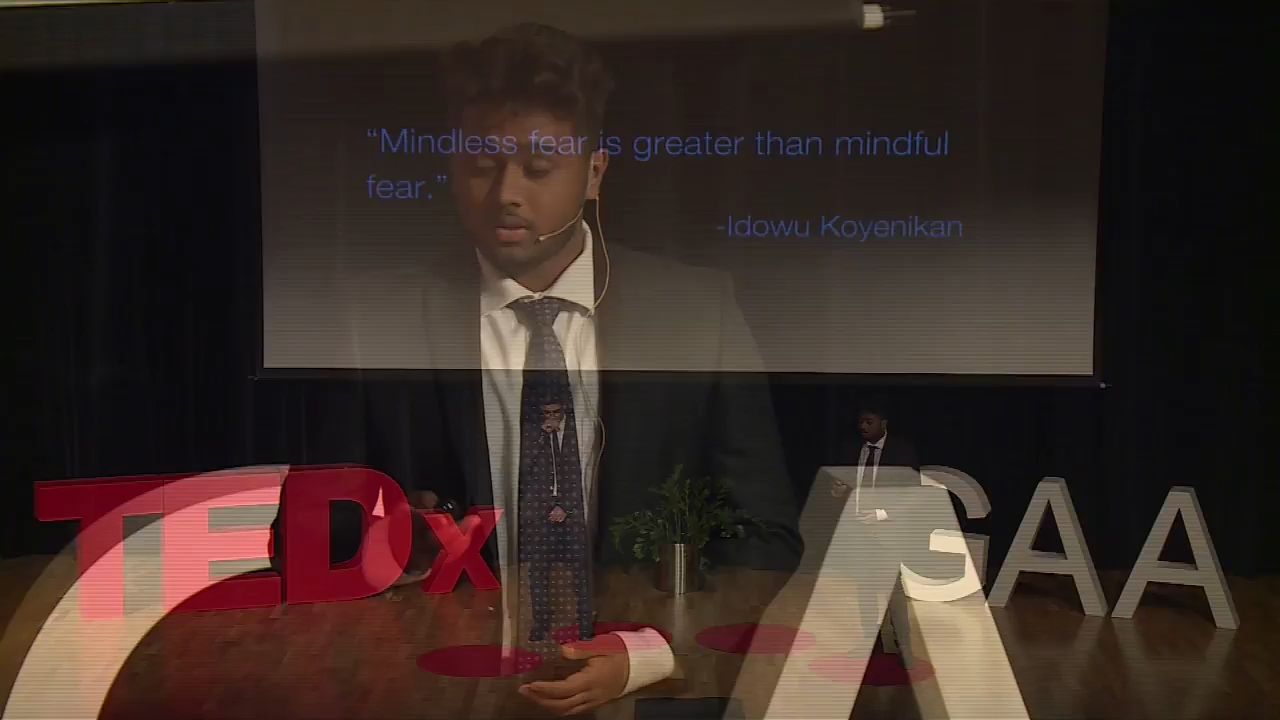 “Mindless fear is greater than mindful
fear.”
-Idowu Koyenikan
TEDx GAA